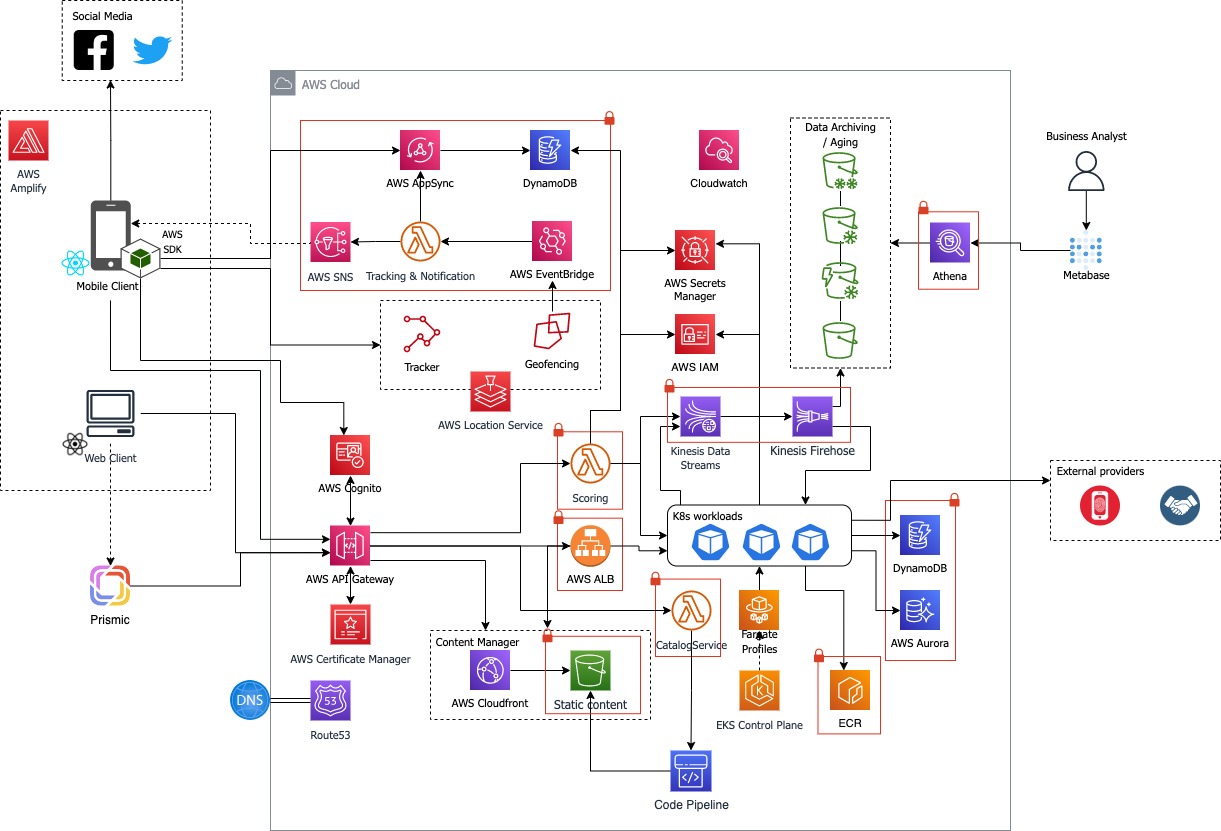 Social Media
AWS Cloud
AWS
Amplify
AWS
SDK
Mobile Client
Web Client
Prismic
DNS
53
Route53
AWS AppSync
DynamoDB
AWS SNS
Tracking & Notification
AWS EventBridge
Tracker
Geofencing
AWS Location Service
Cloudwatch
AWS Secrets
Manager
AWS IAM
Data Archiving
/ Aging
Athena
Business Analyst
Metabase
Kinesis Data
Streams
Kinesis Firehose
AWS Cognito
AWS API Gateway
AWS Certificate Manager
Scoring
AWS ALB
K8s workloads
External providers
DynamoDB
AWS Aurora
CatalogService
Fargate
Profiles
EKS Control Plane
K
ECR
Content Manager
AWS Cloudfront
Static content
Code Pipeline